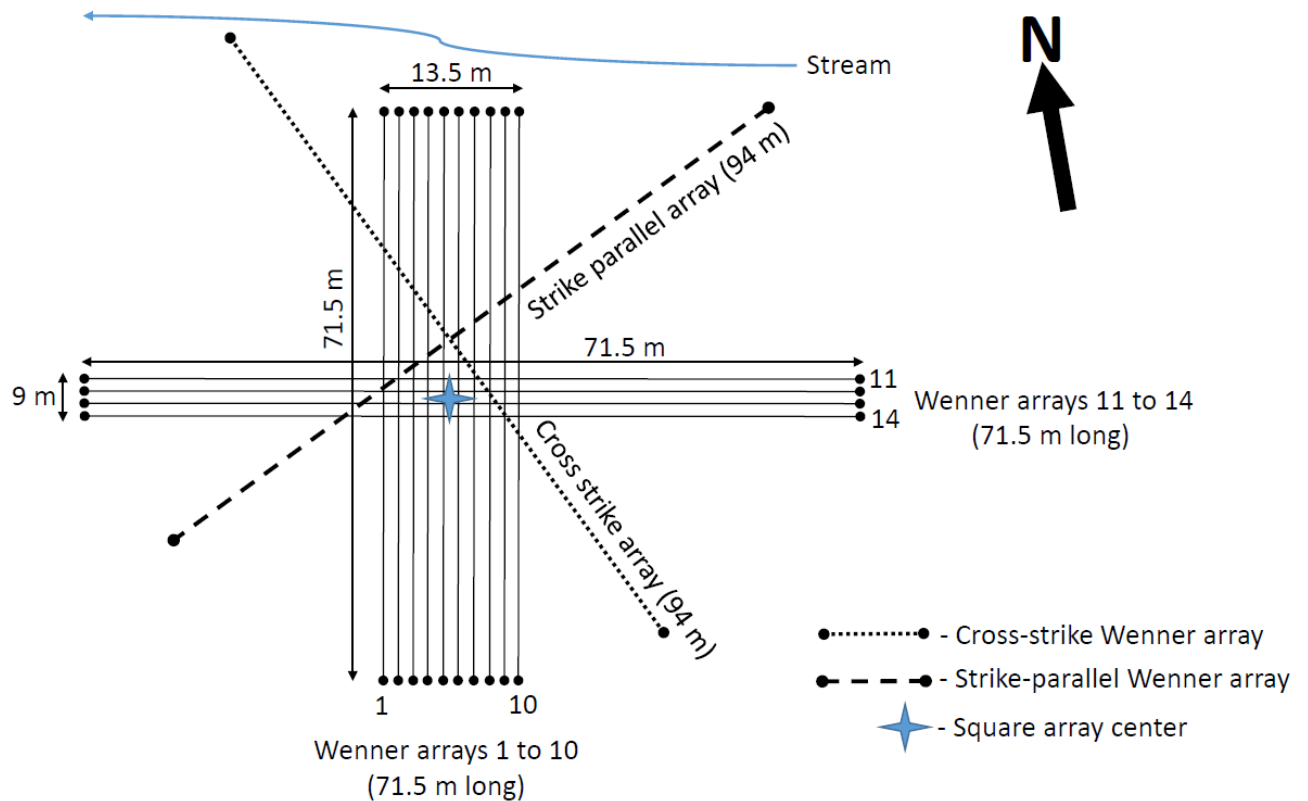 N
Stream
13.5 m
Strike parallel array (94 m)
71.5 m
71.5 m
9 m
11
14
Wenner arrays 11 to 14
(71.5 m long)
Cross strike array (94 m)
1
10
Wenner arrays 1 to 10
(71.5 m long)
- Cross-strike Wenner array
- Strike-parallel Wenner array
- Square array center